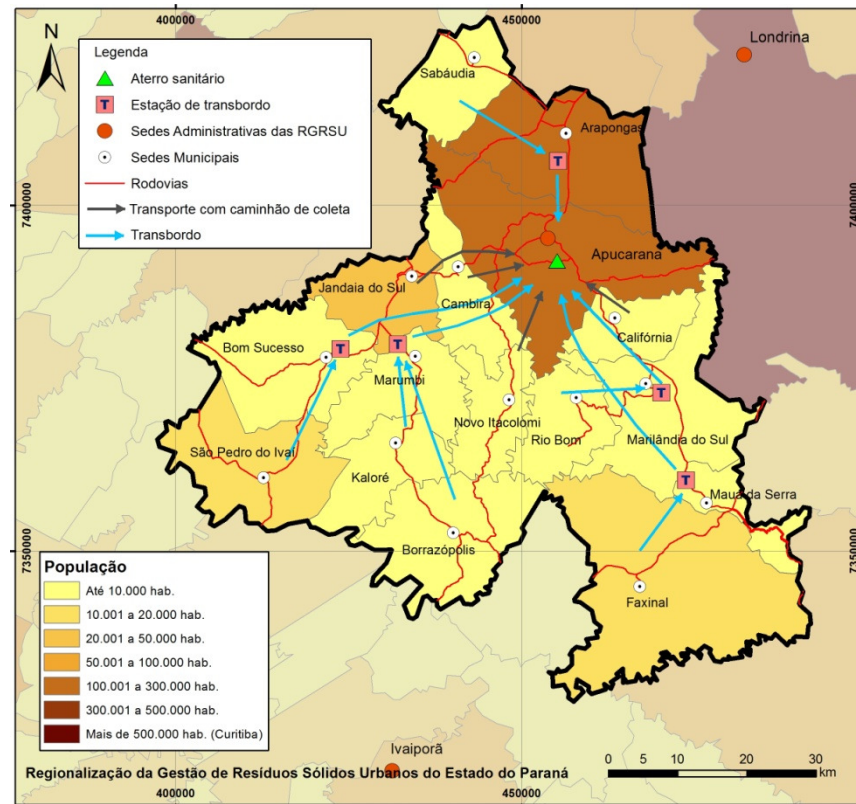 400000
450000
N
Legenda
Aterro sanitário
T
Estação de transbordo
Sedes Administrativas das RGRSU
Sedes Municipais
Rodovias
Transporte com caminhão de coleta
Transbordo
Londrina
Sabáudia
Arapongas
T
7400000
7400000
Apucarana
Jandaia do Sul
Cambira
Califórnia
Bom Sucesso
T
T
Marumbi
T
Novo Itacolomi
São Pedro do Ivaí
Rio Bom
Marilândia do Sul
Kaloré
T
Mauá da Serra
Borrazópolis
7350000
7350000
Faxinal
População
Até 10.000 hab.
10.001 a 20.000 hab.
20.001 a 50.000 hab.
50.001 a 100.000 hab.
100.001 a 300.000 hab.
300.001 a 500.000 hab.
Mais de 500.000 hab. (Curitiba)
Ivaiporã
Regionalização da Gestão de Resíduos Sólidos Urbanos do Estado do Paraná
0 5 10 20 30
km
400000
450000